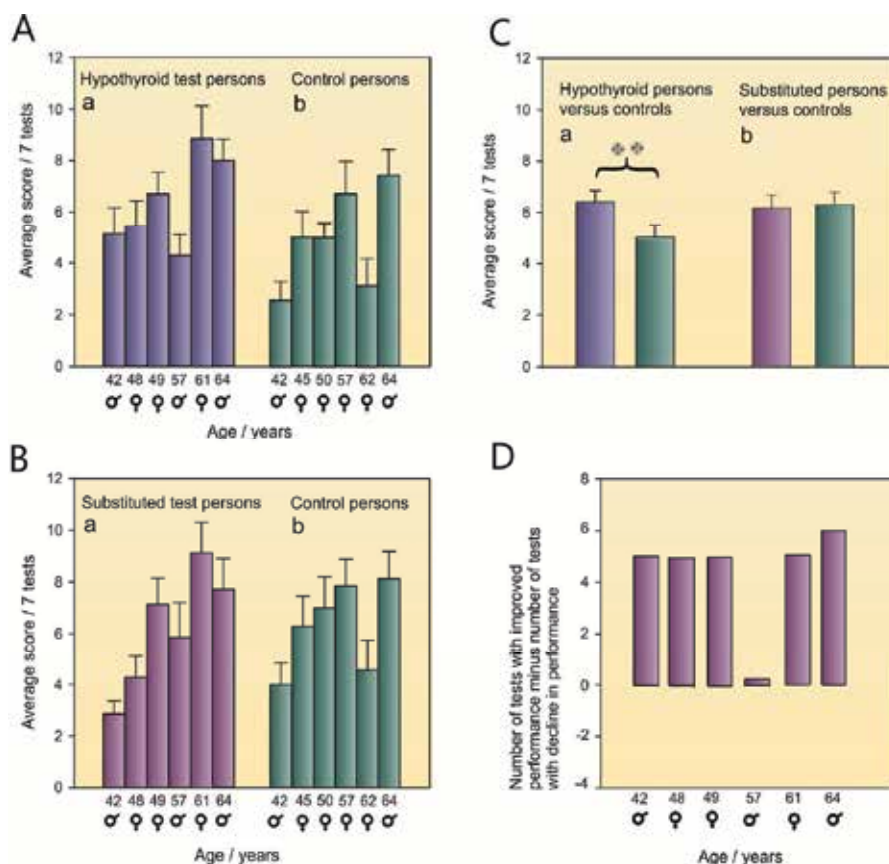 A
12
10
8
6
4
2
0
Average score / 7 tests
Hypothyroid test persons
a
Control persons
b
42 48 49 57 61 64
♂ ♀ ♀ ♂ ♀ ♂
42 45 50 57 62 64
♂ ♀ ♀ ♀ ♀ ♂
Age / years
C
12
10
8
6
4
2
0
Average score / 7 tests
Hypothyroid persons
versus controls
a
Substituted persons
versus controls
b
B
12
10
8
6
4
2
0
Average score / 7 tests
Substituted test persons
a
Control persons
b
42 48 49 57 61 64
♂ ♀ ♀ ♂ ♀ ♂
42 45 50 57 62 64
♂ ♀ ♀ ♀ ♀ ♂
Age / years
D
8
6
4
2
0
-2
-4
Number of tests with improved
performance minus number of tests
with decline in performance
42 48 49 57 61 64
♂ ♀ ♀ ♂ ♀ ♂
Age / years